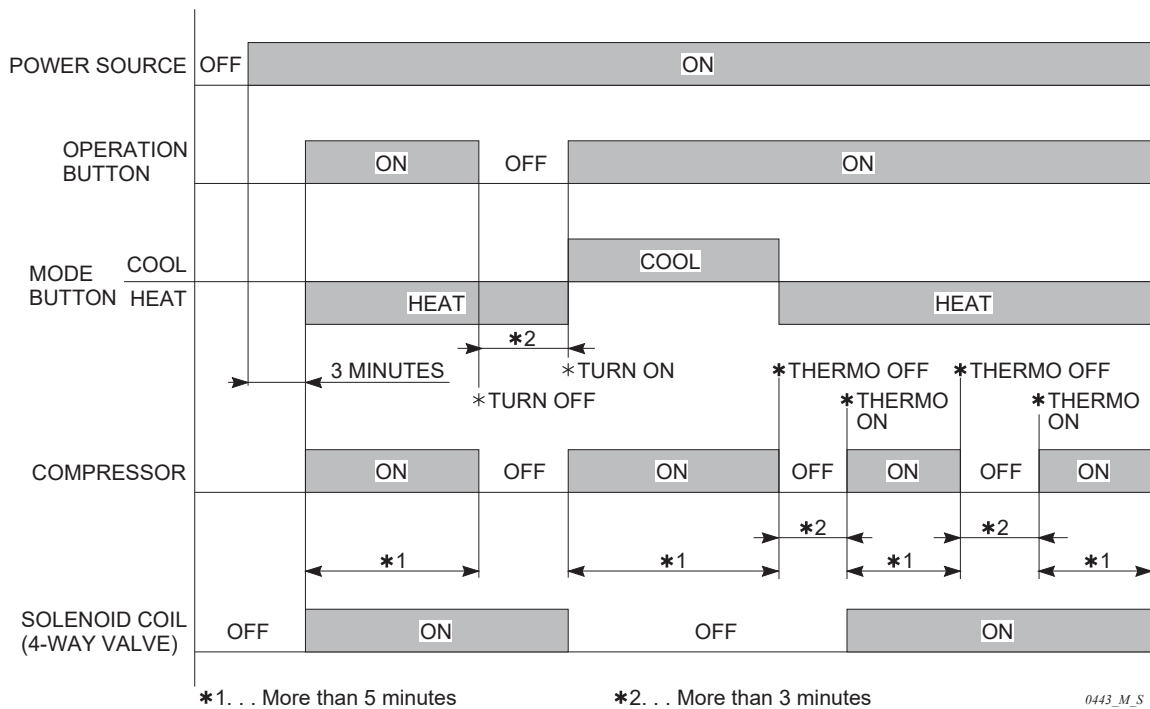 POWER SOURCE OFF ON
OPERATION
BUTTON
ON OFF ON
MODE
BUTTON
COOL
HEAT
COOL
HEAT HEAT
✱2
3 MINUTES
✳TURN ON
✳TURN OFF
✱THERMO OFF
✱THERMO
ON
✱THERMO OFF
✱THERMO
ON
COMPRESSOR ON OFF ON OFF ON OFF ON
✱2 ✱2
✱1 ✱1 ✱1 ✱1
SOLENOID COIL
(4-WAY VALVE)
OFF ON OFF ON
✱1. . . More than 5 minutes ✱2. . . More than 3 minutes
0443_M_S